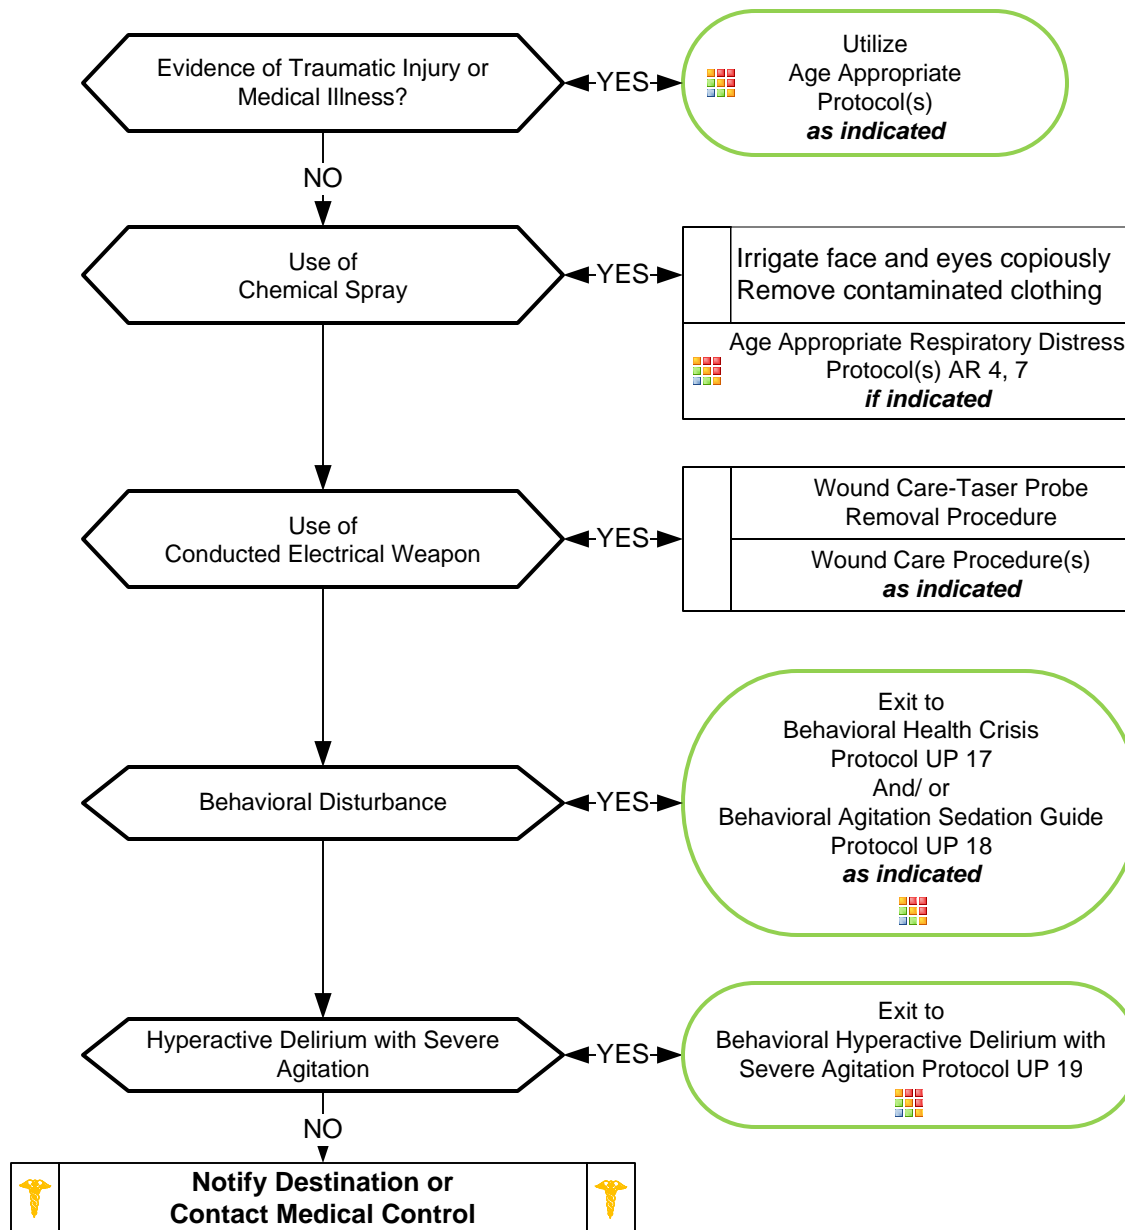 Evidence of Traumatic Injury or
Medical Illness?
YES
Utilize
Age Appropriate
Protocol(s)
as indicated
NO
Use of
Chemical Spray
YES
Irrigate face and eyes copiously
Remove contaminated clothing
Age Appropriate Respiratory Distress
Protocol(s) AR 4, 7
if indicated
Use of
Conducted Electrical Weapon
YES
Wound Care-Taser Probe
Removal Procedure
Wound Care Procedure(s)
as indicated
Behavioral Disturbance
YES
Exit to
Behavioral Health Crisis
Protocol UP 17
And/ or
Behavioral Agitation Sedation Guide
Protocol UP 18
as indicated
Hyperactive Delirium with Severe
Agitation
YES
Exit to
Behavioral Hyperactive Delirium with
Severe Agitation Protocol UP 19
NO
Notify Destination or
Contact Medical Control